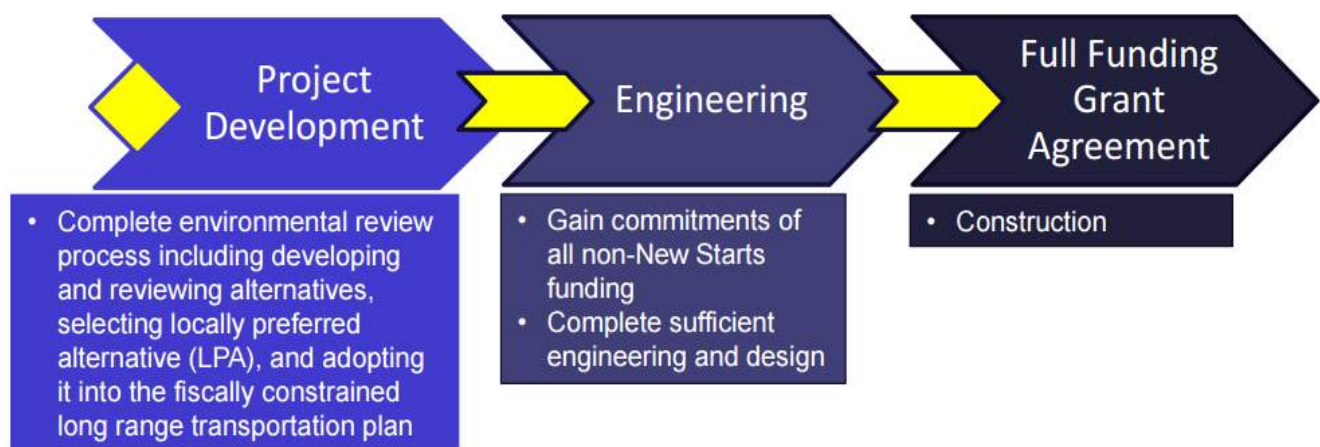 Project
Development
• Complete environmental review
process including developing
and reviewing alternatives,
selecting locally preferred
alternative (LPA), and adopting
it into the fiscally constrained
long range transportation plan
Engineering
• Gain commitments of
all non-New Starts
funding
• Complete sufficient
engineering and design
Full Funding
Grant
Agreement
• Construction